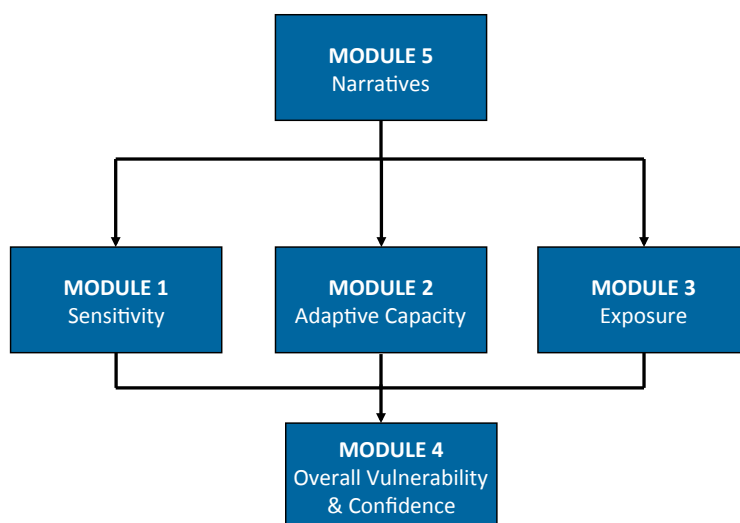 MODULE 5
Narratives
MODULE 1
Sensitivity
MODULE 2
Adaptive Capacity
MODULE 3
Exposure
MODULE 4
Overall Vulnerability
& Confidence